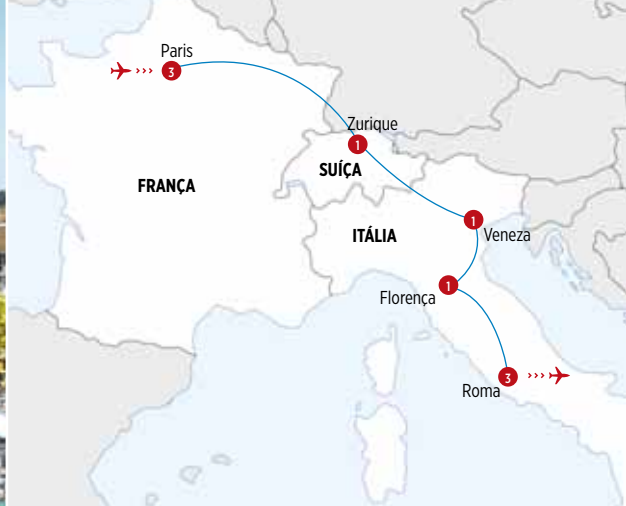 Paris
3
Zurique
1
SUÍÇA
FRANÇA
1
ITÁLIA
Veneza
1
Florença
3
Roma